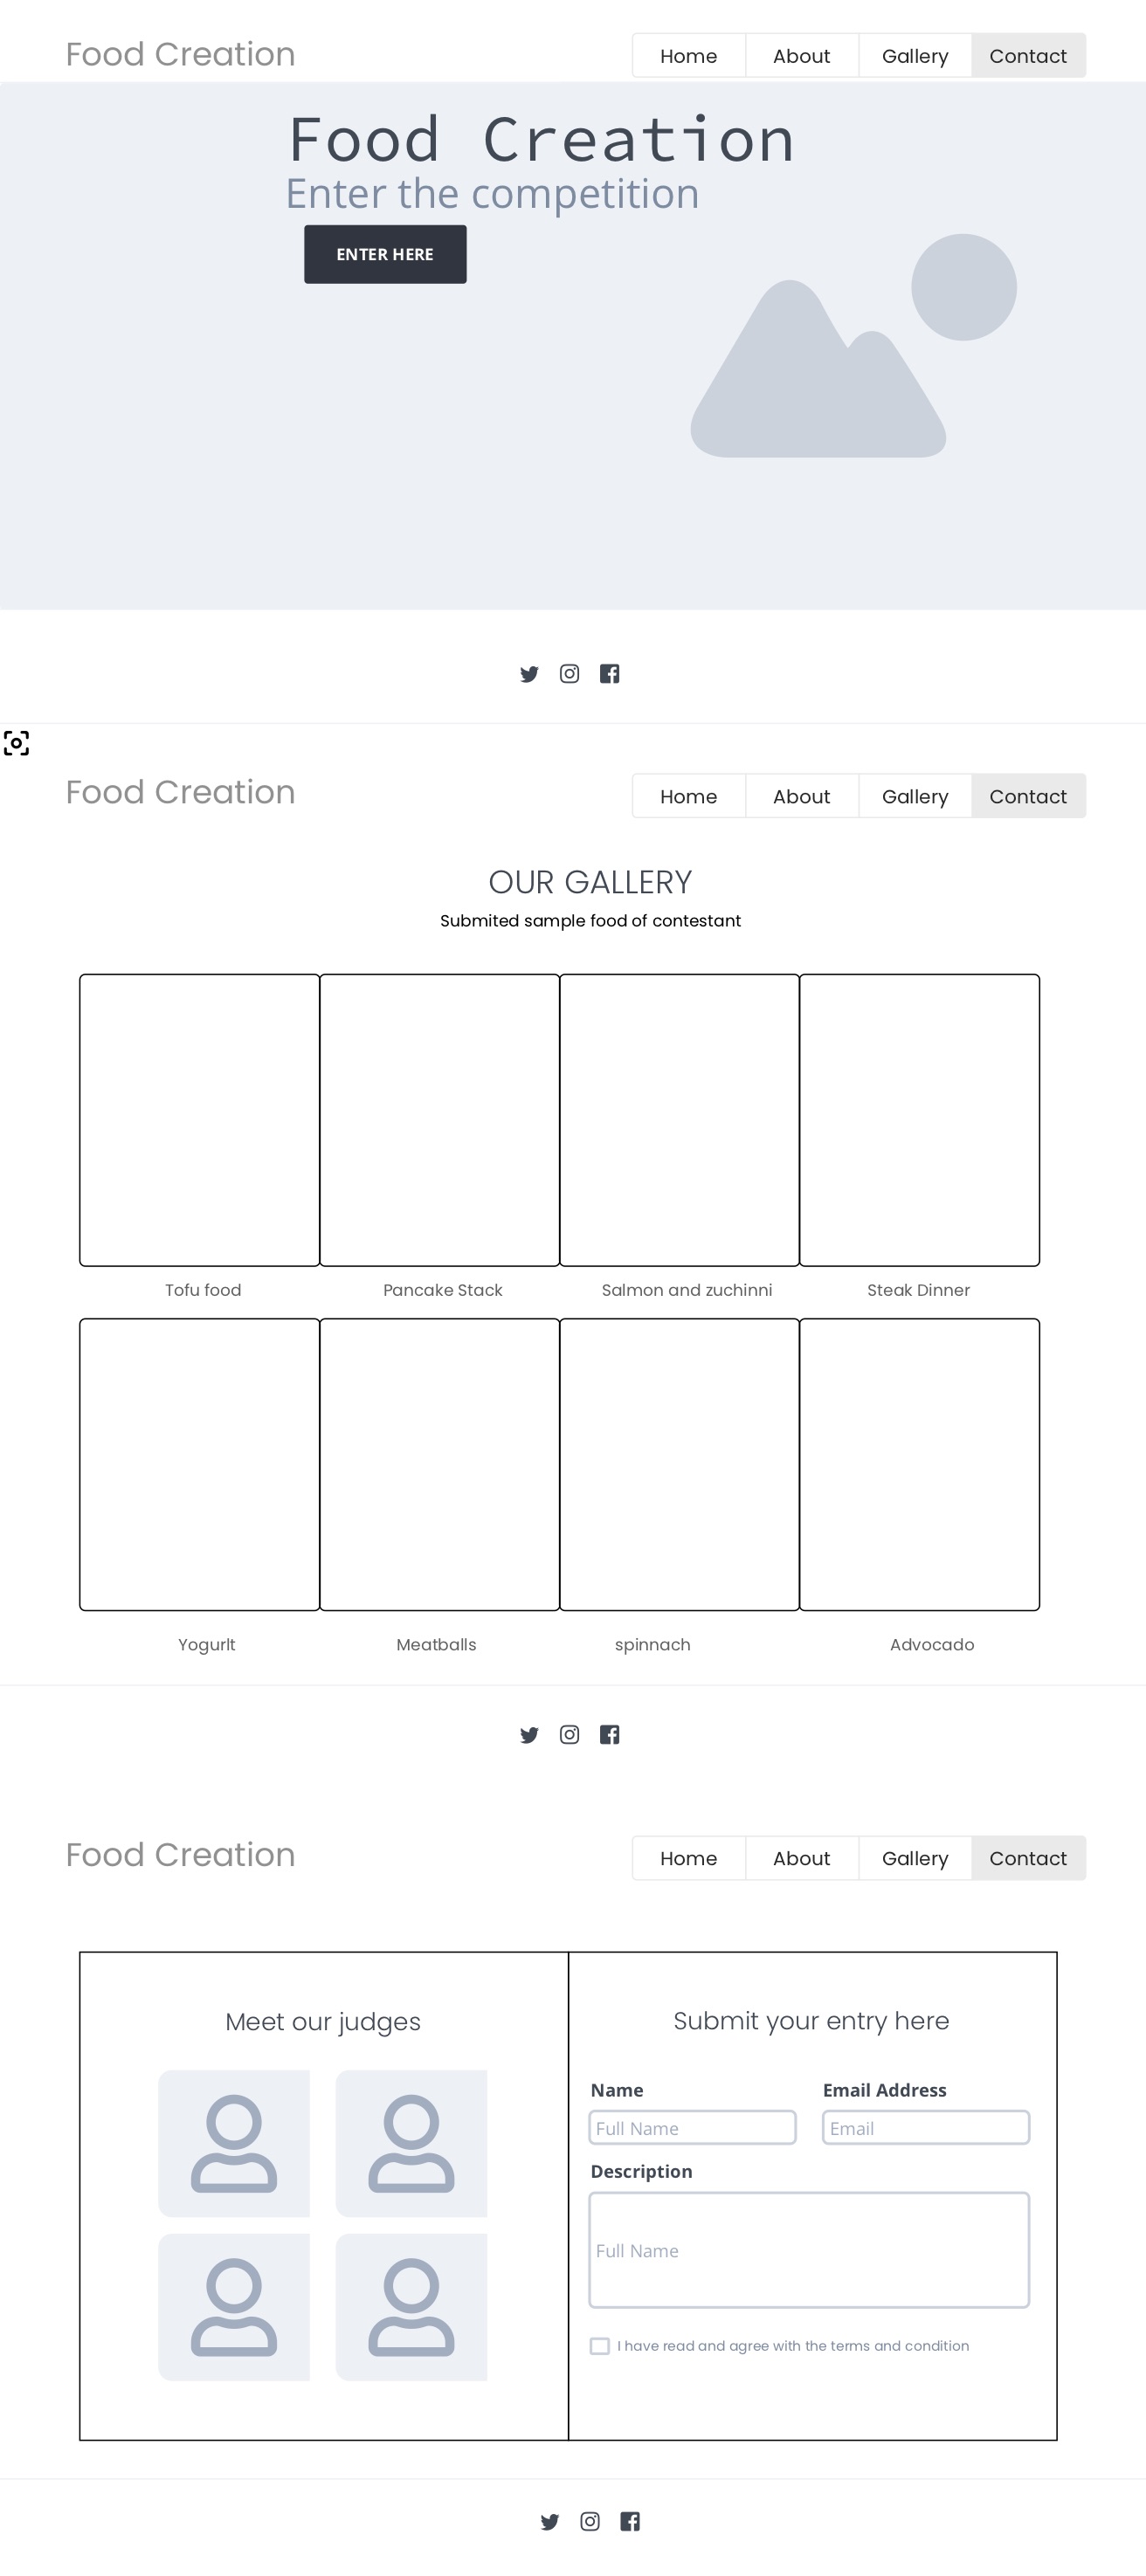 Food Creation
Home About Gallery Contact
Food Creation
Enter the competition
ENTER HERE
Food Creation
Home About Gallery Contact
OUR GALLERY
Submited sample food of contestant
Tofu food Pancake Stack Salmon and zuchinni Steak Dinner
Yogurlt Meatballs spinnach Advocado
Food Creation
Home About Gallery Contact
Meet our judges
Submit your entry here
Name Email Address
Full Name Email
Description
Full Name
I have read and agree with the terms and condition